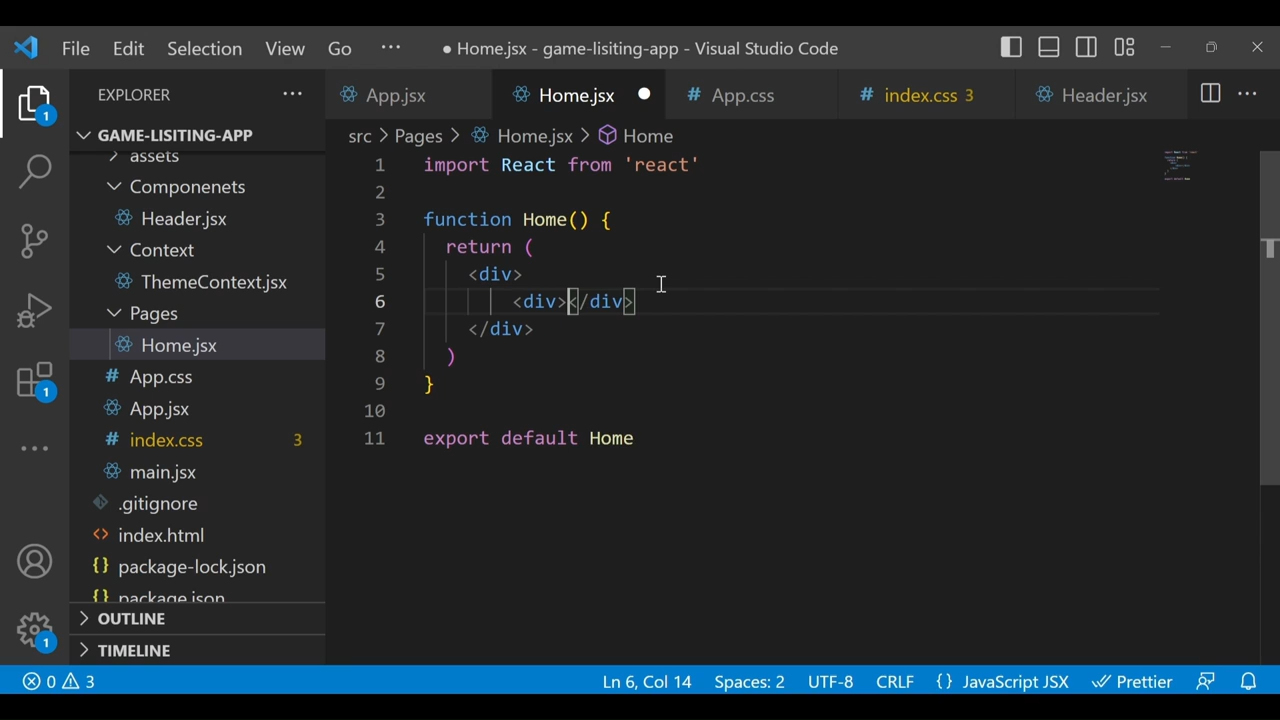 File Edit Selection View Go ··· ● Home.jsx - game-lisiting-app - Visual Studio Code
EXPLORER ···
App.jsx Home.jsx ● # App.css # index.css 3 Header.jsx ···
GAME-LISITING-APP
assets
Componenets
Header.jsx
Context
ThemeContext.jsx
Pages
Home.jsx
# App.css
App.jsx
# index.css 3
main.jsx
.gitignore
<> index.html
{} package-lock.json
{} package.json
OUTLINE
TIMELINE
1
1
1
src > Pages > Home.jsx > Home
1 import React from 'react'
2
3 function Home() {
4 return (
5 <div>
6 <div></div>
7 </div>
8 )
9 }
10
11 export default Home
0 3 Ln 6, Col 14 Spaces: 2 UTF-8 CRLF {} JavaScript JSX Prettier